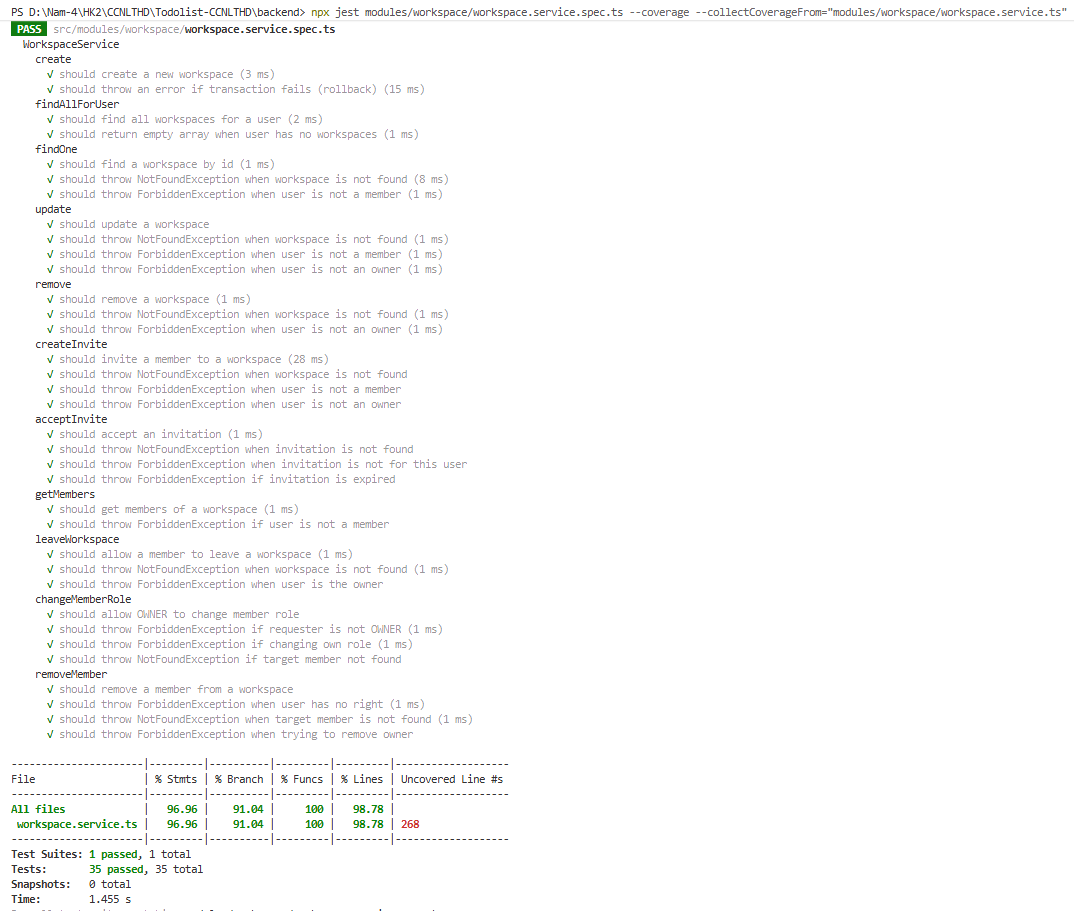 PS D:\Nam-4\HK2\CCNLTHD\Todolist-CCNLTHD\backend> npx jest modules/workspace/workspace.service.spec.ts --coverage --collectCoverageFrom="modules/workspace/workspace.service.ts"
PASS src/modules/workspace/workspace.service.spec.ts
WorkspaceService
create
√ should create a new workspace (3 ms)
√ should throw an error if transaction fails (rollback) (15 ms)
findAllForUser
√ should find all workspaces for a user (2 ms)
√ should return empty array when user has no workspaces (1 ms)
findOne
√ should find a workspace by id (1 ms)
√ should throw NotFoundException when workspace is not found (8 ms)
√ should throw ForbiddenException when user is not a member (1 ms)
update
√ should update a workspace
√ should throw NotFoundException when workspace is not found (1 ms)
√ should throw ForbiddenException when user is not a member (1 ms)
√ should throw ForbiddenException when user is not an owner (1 ms)
remove
√ should remove a workspace (1 ms)
√ should throw NotFoundException when workspace is not found (1 ms)
√ should throw ForbiddenException when user is not an owner (1 ms)
createInvite
√ should invite a member to a workspace (28 ms)
√ should throw NotFoundException when workspace is not found
√ should throw ForbiddenException when user is not a member
√ should throw ForbiddenException when user is not an owner
acceptInvite
√ should accept an invitation (1 ms)
√ should throw NotFoundException when invitation is not found
√ should throw ForbiddenException when invitation is not for this user
√ should throw ForbiddenException if invitation is expired
getMembers
√ should get members of a workspace (1 ms)
√ should throw ForbiddenException if user is not a member
leaveWorkspace
√ should allow a member to leave a workspace (1 ms)
√ should throw NotFoundException when workspace is not found (1 ms)
√ should throw ForbiddenException when user is the owner
changeMemberRole
√ should allow OWNER to change member role
√ should throw ForbiddenException if requester is not OWNER (1 ms)
√ should throw ForbiddenException if changing own role (1 ms)
√ should throw NotFoundException if target member not found
removeMember
√ should remove a member from a workspace
√ should throw ForbiddenException when user has no right (1 ms)
√ should throw NotFoundException when target member is not found (1 ms)
√ should throw ForbiddenException when trying to remove owner
----------------------|---------|----------|---------|---------|-------------------
File | % Stmts | % Branch | % Funcs | % Lines | Uncovered Line #s
----------------------|---------|----------|---------|---------|-------------------
All files | 96.96 | 91.04 | 100 | 98.78 |
workspace.service.ts | 96.96 | 91.04 | 100 | 98.78 | 268
----------------------|---------|----------|---------|---------|-------------------
Test Suites: 1 passed, 1 total
Tests: 35 passed, 35 total
Snapshots: 0 total
Time: 1.455 s